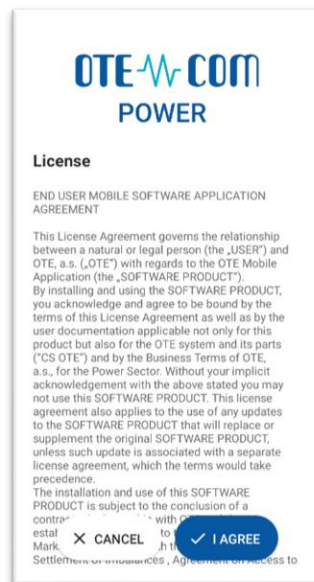 OTE COM
POWER
License
END USER MOBILE SOFTWARE APPLICATION
AGREEMENT
This License Agreement governs the relationship
between a natural or legal person (the „USER”) and
OTE, a.s. („OTE”) with regards to the OTE Mobile
Application (the „SOFTWARE PRODUCT”).
By installing and using the SOFTWARE PRODUCT,
you acknowledge and agree to be bound by the
terms of this License Agreement as well as by the
user documentation applicable not only for this
product but also for the OTE system and its parts
("CS OTE") and by the Business Terms of OTE,
a.s., for the Power Sector. Without your implicit
acknowledgement with the above stated you may
not use this SOFTWARE PRODUCT. This license
agreement also applies to the use of any updates
to the SOFTWARE PRODUCT that will replace or
supplement the original SOFTWARE PRODUCT,
unless such update is associated with a separate
license agreement, which the terms would take
precedence.
The installation and use of this SOFTWARE
PRODUCT is subject to the conclusion of a
with
CANCEL
I AGREE
Settlement of Imbalances , Agreement on Access to